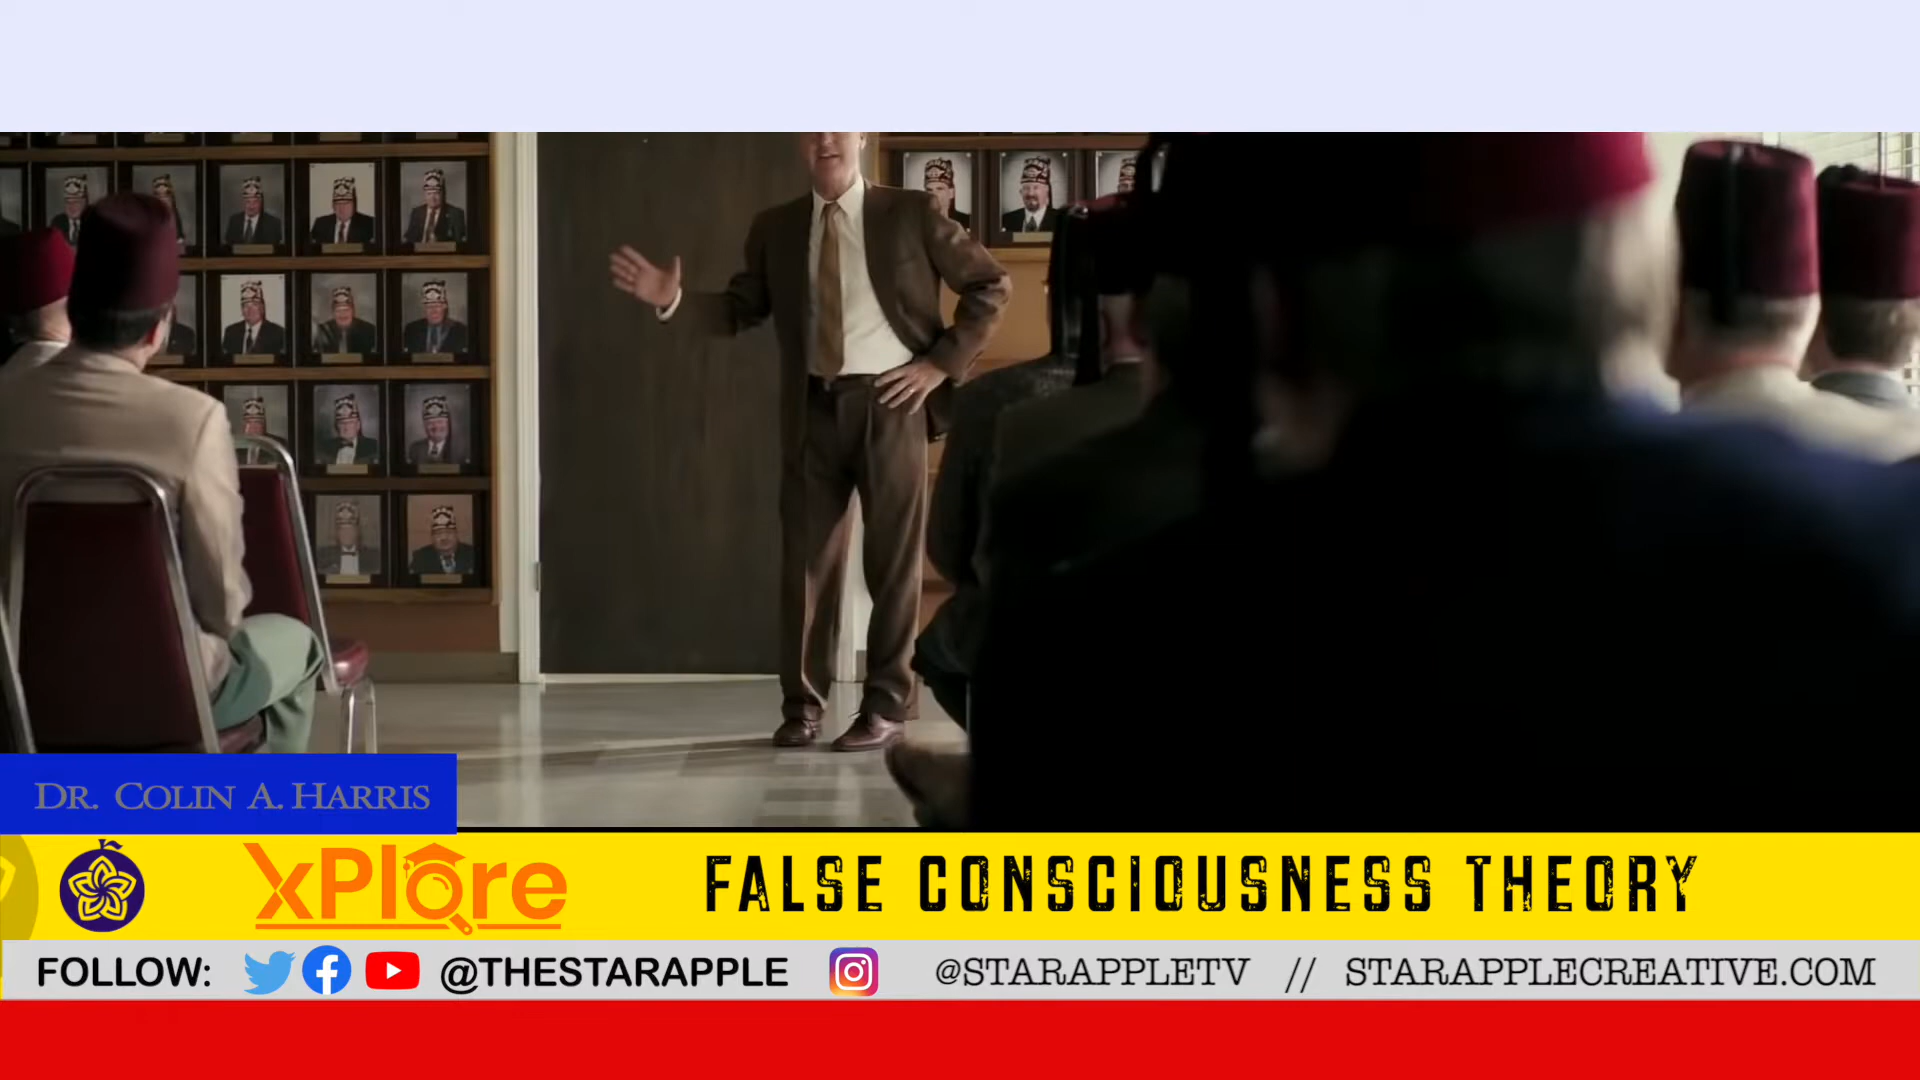 DR. COLIN A. HARRIS
xPlore
FALSE CONSCIOUSNESS THEORY
FOLLOW: @THESTARAPPLE @STARAPPLETV // STARAPPLECREATIVE.COM